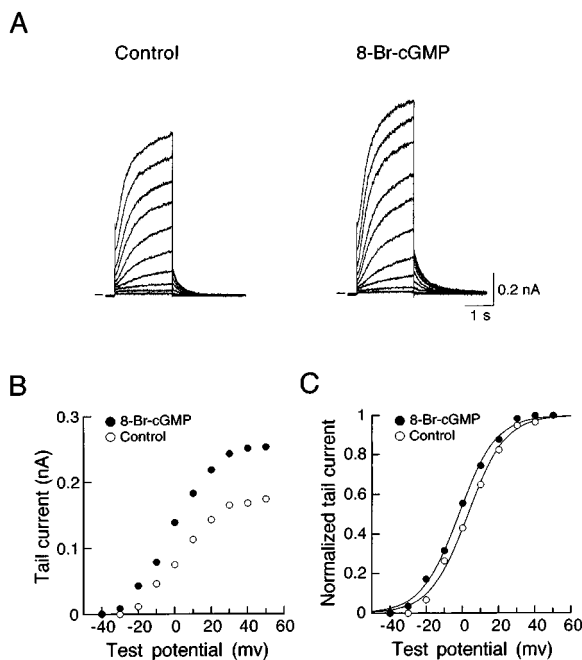 A
Control
8-Br-cGMP
0.2 nA
1 s
B
0.3
0.2
0.1
0
Tail current (nA)
8-Br-cGMP
Control
-40 -20 0 20 40 60
Test potential (mv)
C
1
0.8
0.6
0.4
0.2
0
Normalized tail current
8-Br-cGMP
Control
-40 -20 0 20 40 60
Test potential (mv)